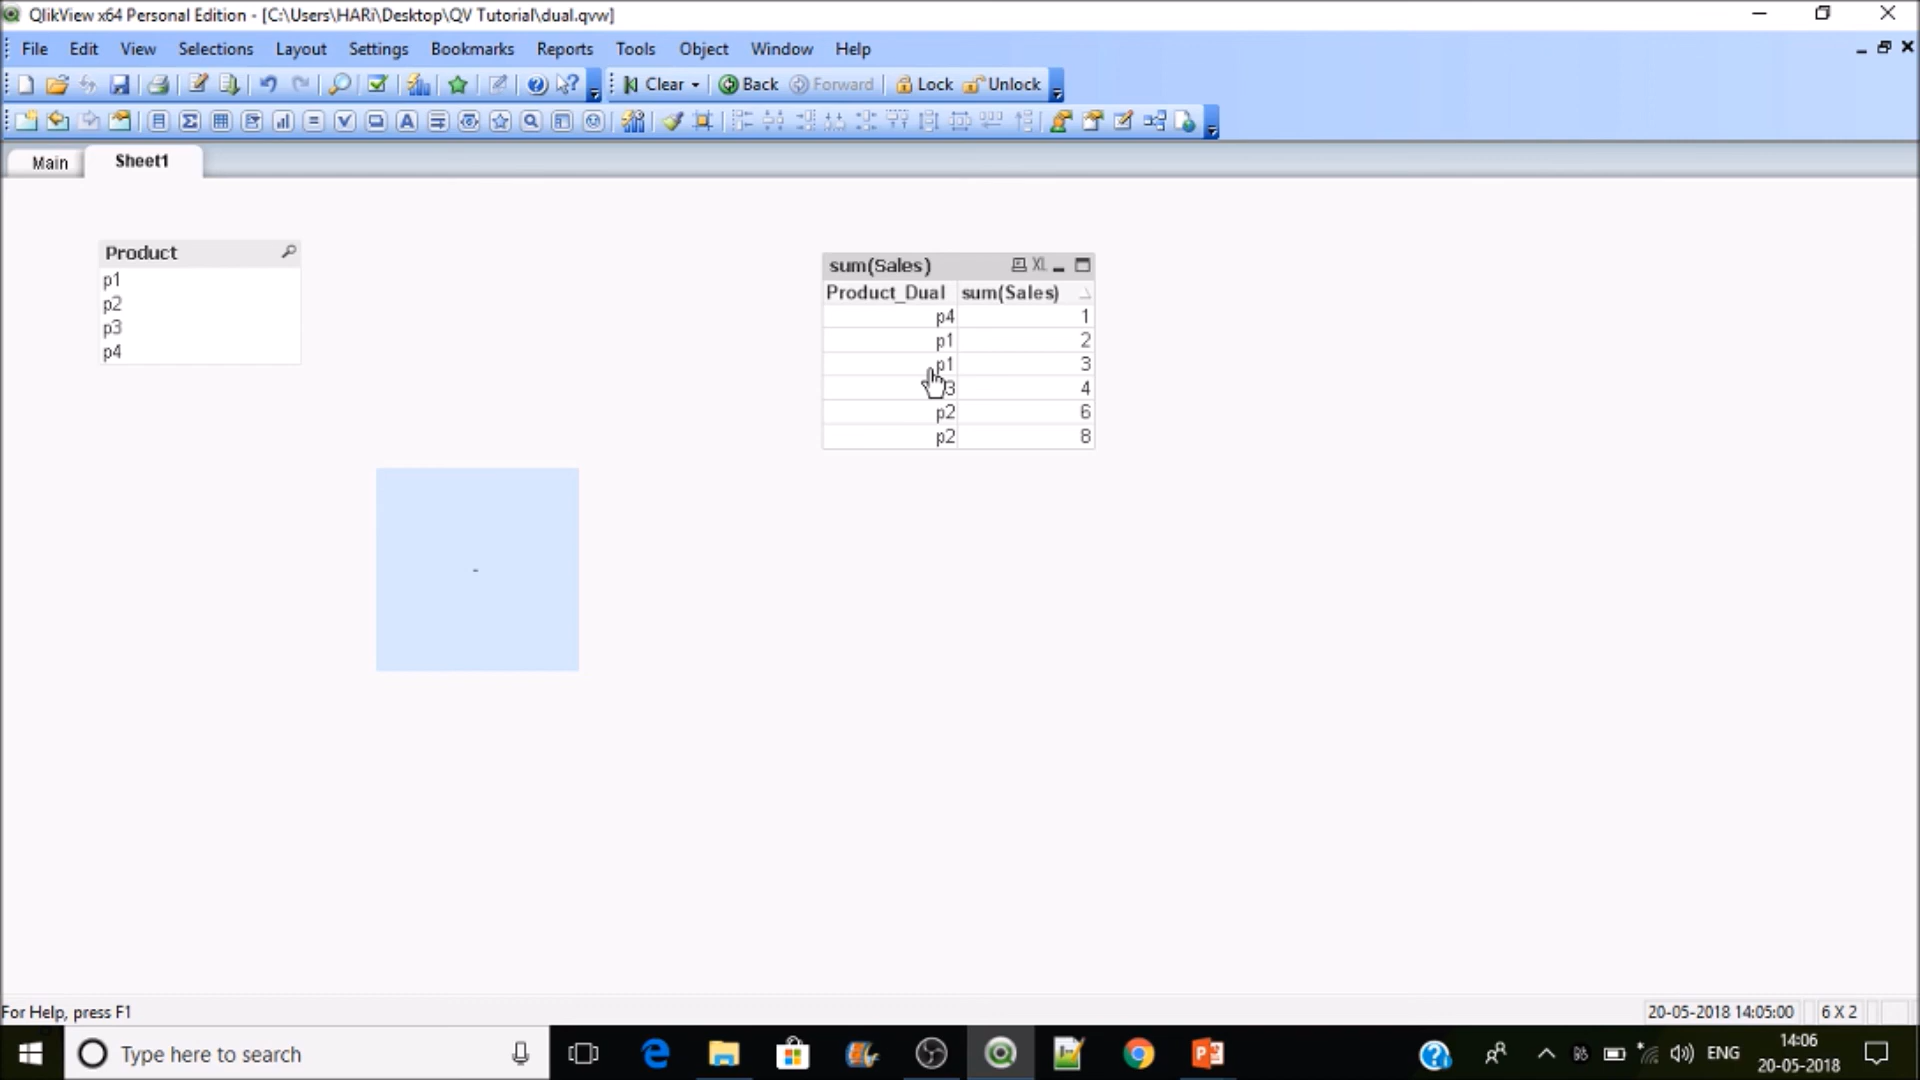 QlikView x64 Personal Edition - [C:\Users\HARi\Desktop\QV Tutorial\dual.qvw]
File Edit View Selections Layout Settings Bookmarks Reports Tools Object Window Help
Clear Back Forward Lock Unlock
Main Sheet1
Product
p1
p2
p3
p4
sum(Sales) XL
Product_Dual sum(Sales)
p4 1
p1 2
p1 3
3 4
p2 6
p2 8
-
For Help, press F1
20-05-2018 14:05:00 6 X 2
Type here to search
ENG
14:06
20-05-2018